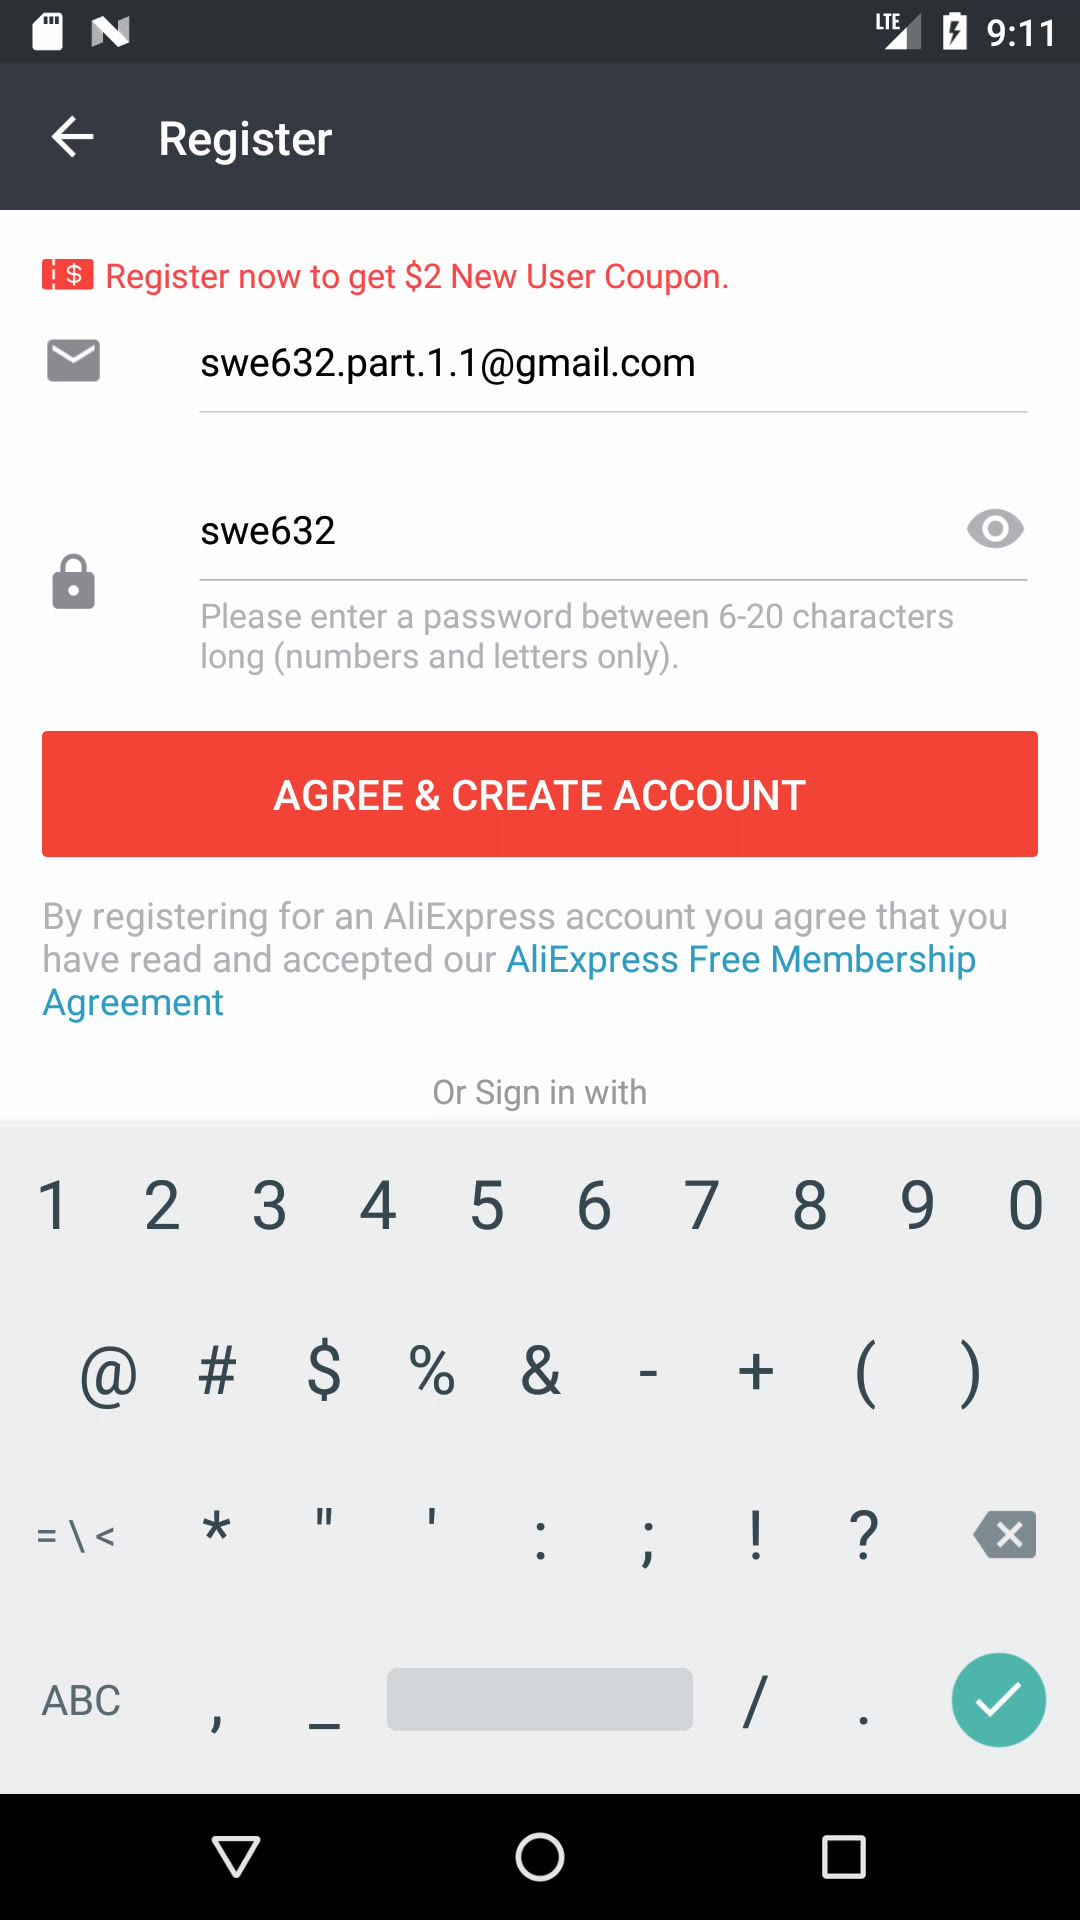 LTE 9:11
Register
Register now to get $2 New User Coupon.
swe632.part.1.1@gmail.com
swe632
Please enter a password between 6-20 characters
long (numbers and letters only).
AGREE & CREATE ACCOUNT
By registering for an AliExpress account you agree that you
have read and accepted our AliExpress Free Membership
Agreement
Or Sign in with
1 2 3 4 5 6 7 8 9 0
@ # $ % & - + ( )
= \ < * " ' : ; ! ?
ABC , _ / .